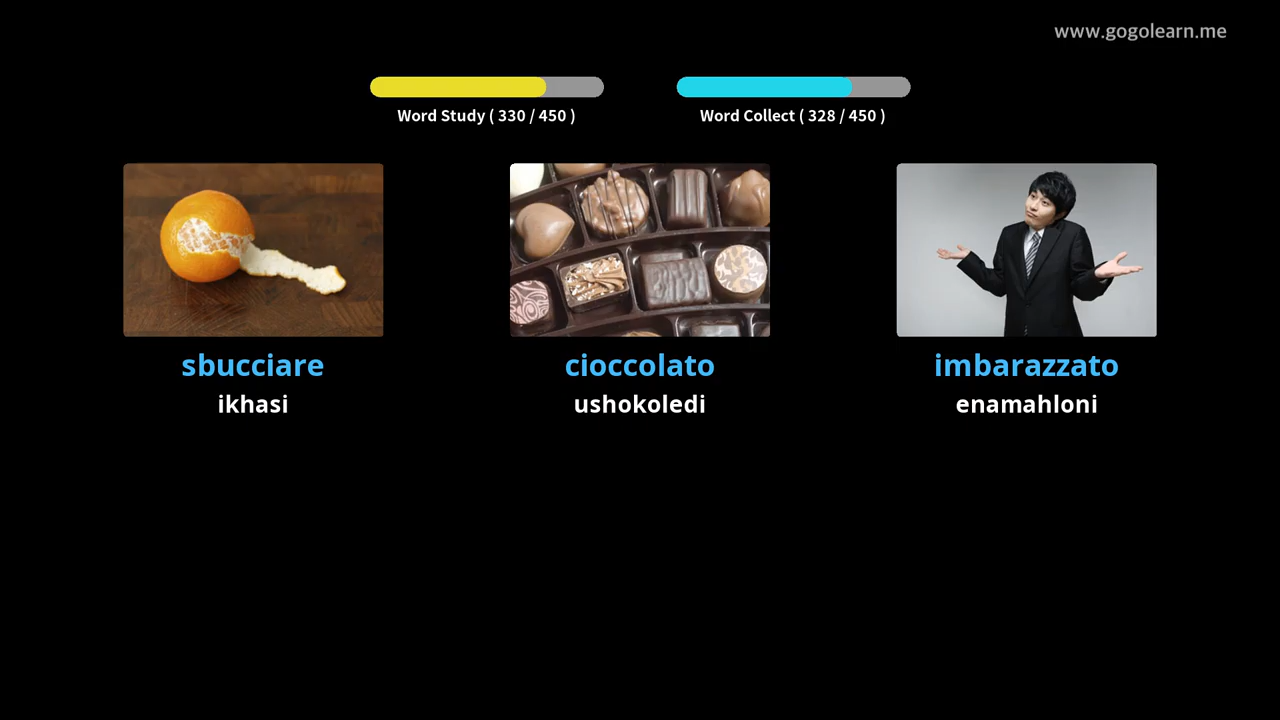 www.gogolearn.me
Word Study ( 330 / 450 )
Word Collect ( 328 / 450 )
sbucciare
ikhasi
cioccolato
ushokoledi
imbarazzato
enamahloni